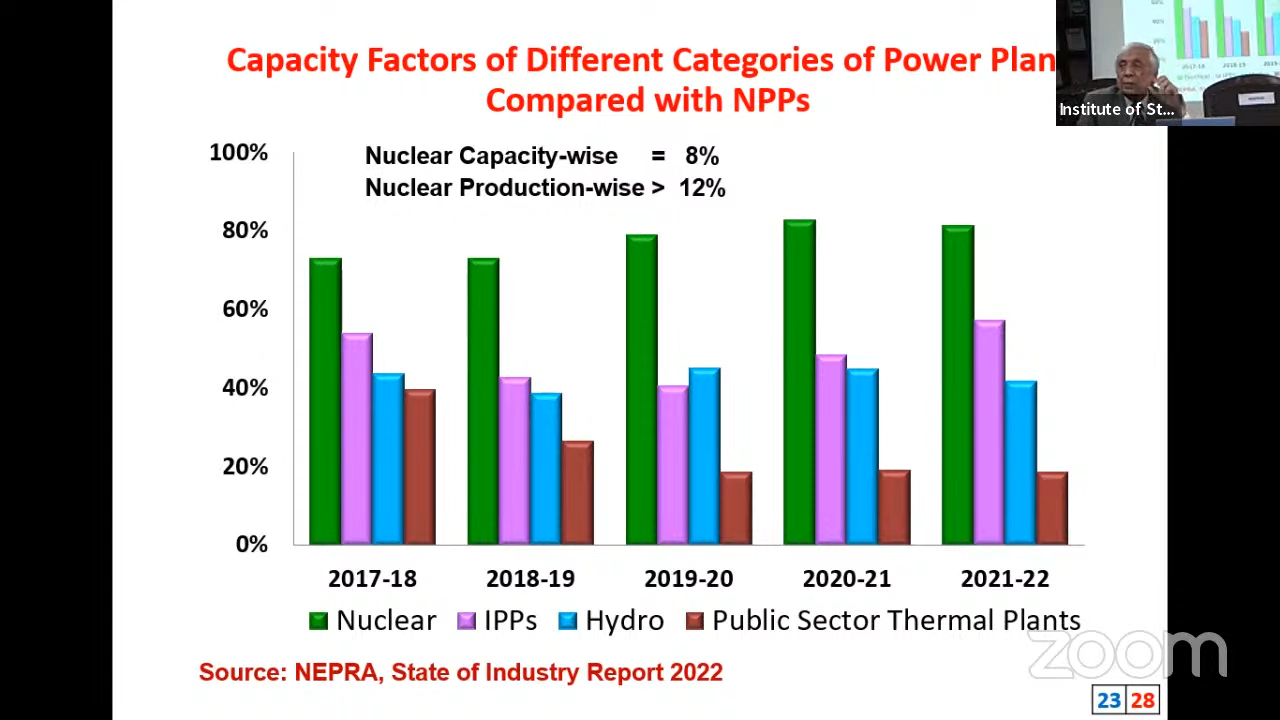 Capacity Factors of Different Categories of Power Plan
Compared with NPPs
Institute of St...
Nuclear Capacity-wise = 8%
Nuclear Production-wise > 12%
100%
80%
60%
40%
20%
0%
2017-18 2018-19 2019-20 2020-21 2021-22
Nuclear IPPs Hydro Public Sector Thermal Plants
Source: NEPRA, State of Industry Report 2022
zoom
23 28